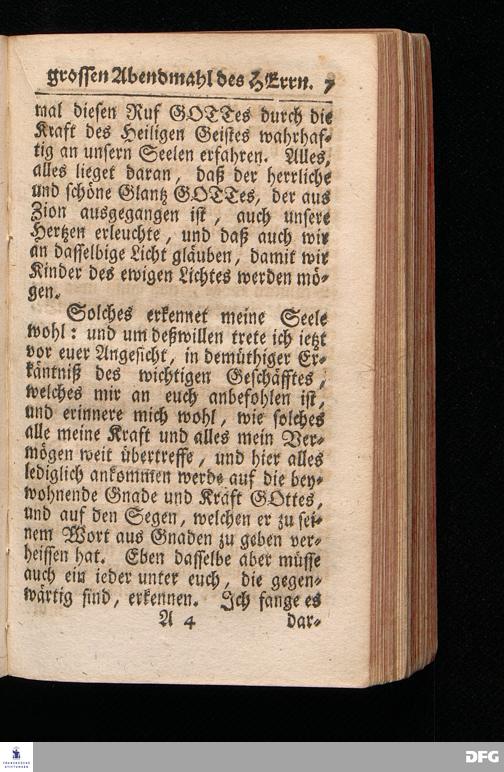 grossen Abendmahl des HErrn. 7
mal diesen Ruf GOTTes durch die
Kraft des Heiligen Geistes wahrhaf-
tig an unsern Seelen erfahren. Alles,
alles lieget daran, daß der herrliche
und schöne Glantz GOTTes, der aus
Zion ausgegangen ist, auch unsere
Hertzen erleuchte, und daß auch wir
an dasselbige Licht gläuben, damit wir
Kinder des ewigen Lichtes werden mö-
gen.
Solches erkennet meine Seele
wohl: und um deßwillen trete ich ietzt
vor euer Angesicht, in demüthiger Er-
käntniß des wichtigen Geschäfftes,
welches mir an euch anbefohlen ist,
und erinnere mich wohl, wie solches
alle meine Kraft und alles mein Ver-
mögen weit übertreffe, und hier alles
lediglich ankommen werde auf die bey-
wohnende Gnade und Kraft GOttes,
und auf den Segen, welchen er zu sei-
nem Wort aus Gnaden zu geben ver-
heissen hat. Eben dasselbe aber müsse
auch ein ieder unter euch, die gegen-
wärtig sind, erkennen. Ich fange es
A 4 dar-
FRANCKESCHE
STIFTUNGEN
DFG